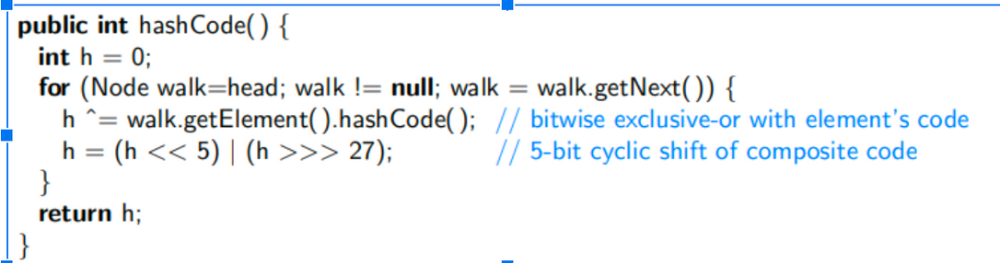 public int hashCode() {
int h = 0;
for (Node walk=head; walk != null; walk = walk.getNext()) {
h ^= walk.getElement().hashCode(); // bitwise exclusive-or with element's code
h = (h << 5) | (h >>> 27); // 5-bit cyclic shift of composite code
}
return h;
}